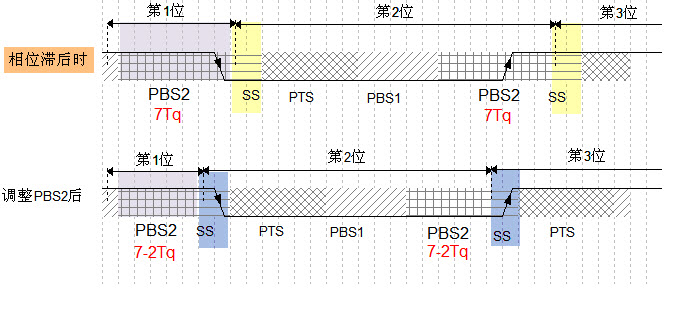 第1位 第2位 第3位
相位滞后时
PBS2 SS PTS PBS1 PBS2 SS
7Tq 7Tq
第1位 第2位 第3位
调整PBS2后
PBS2 SS PTS PBS1 PBS2 SS PTS
7-2Tq 7-2Tq